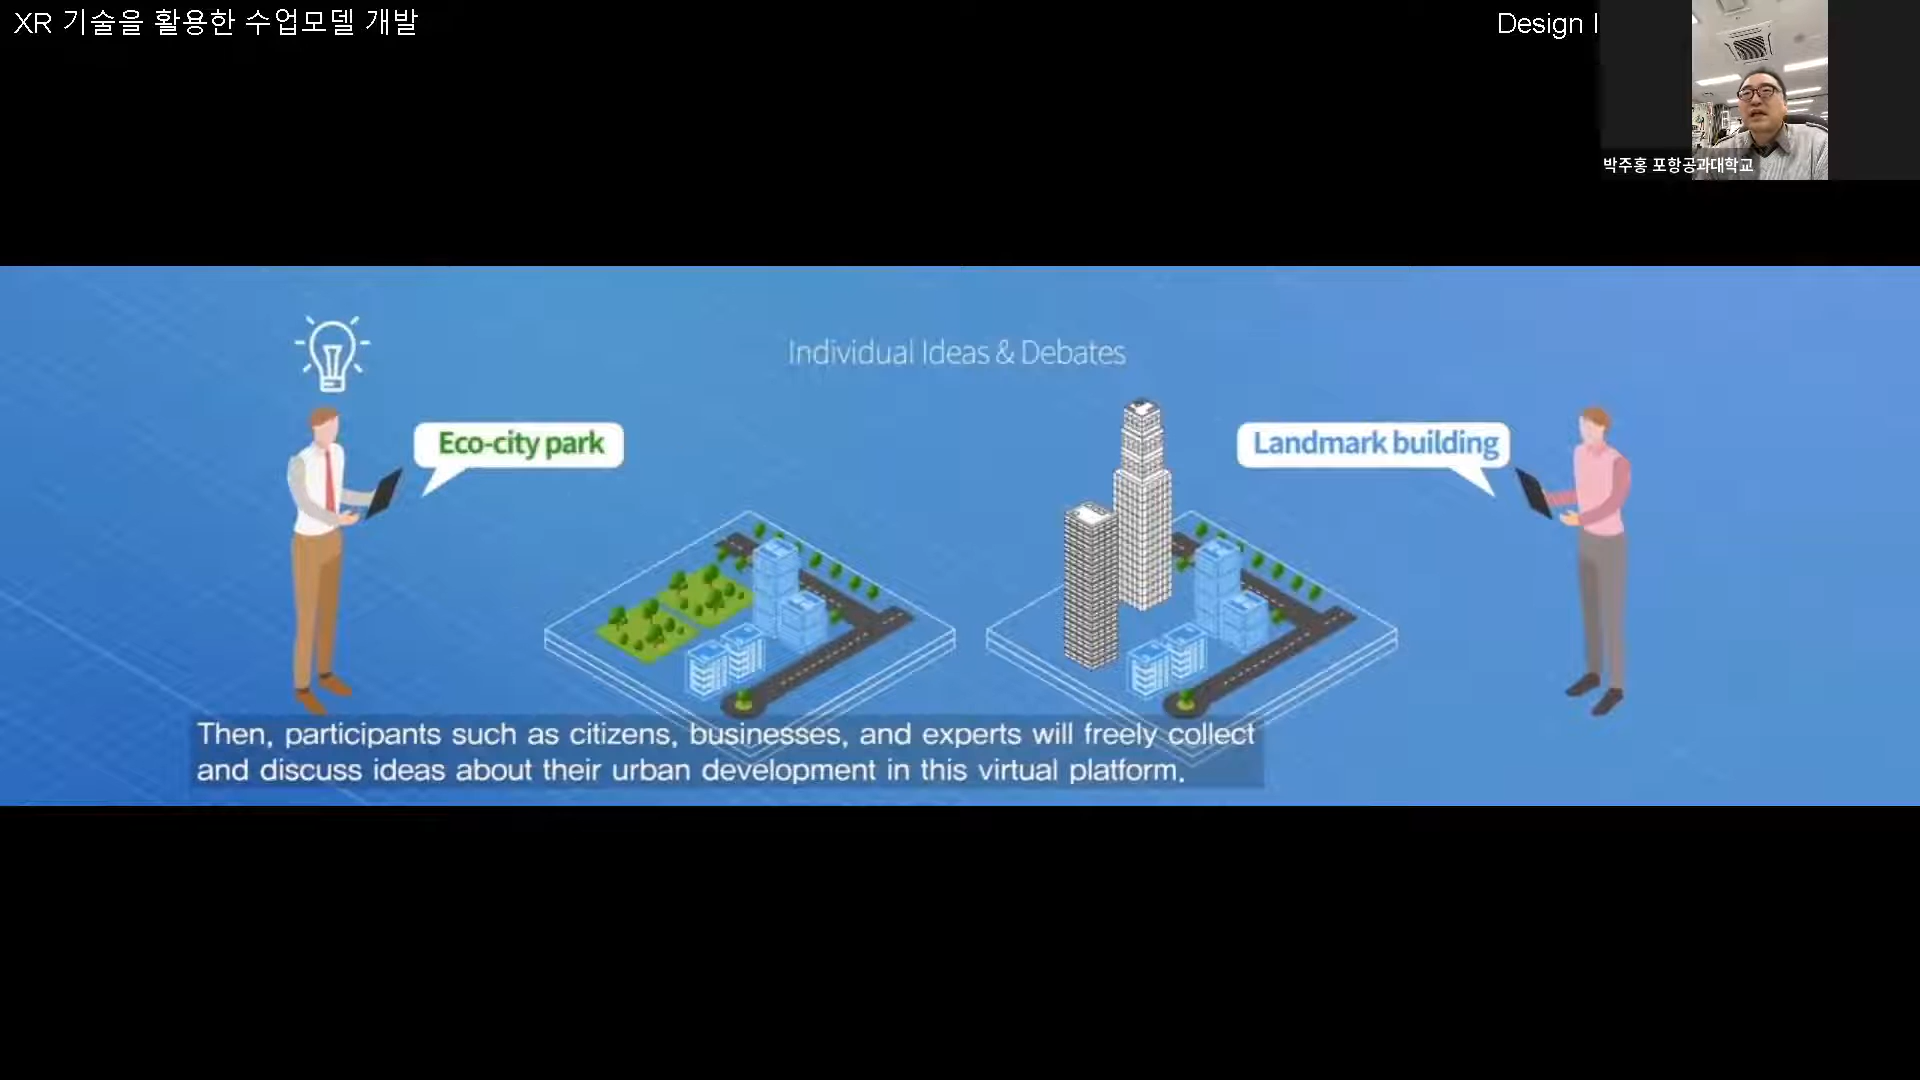 XR 기술을 활용한 수업모델 개발
Design I
박주홍 포항공과대학교
Individual Ideas & Debates
Eco-city park
Landmark building
Then, participants such as citizens, businesses, and experts will freely collect
and discuss ideas about their urban development in this virtual platform.